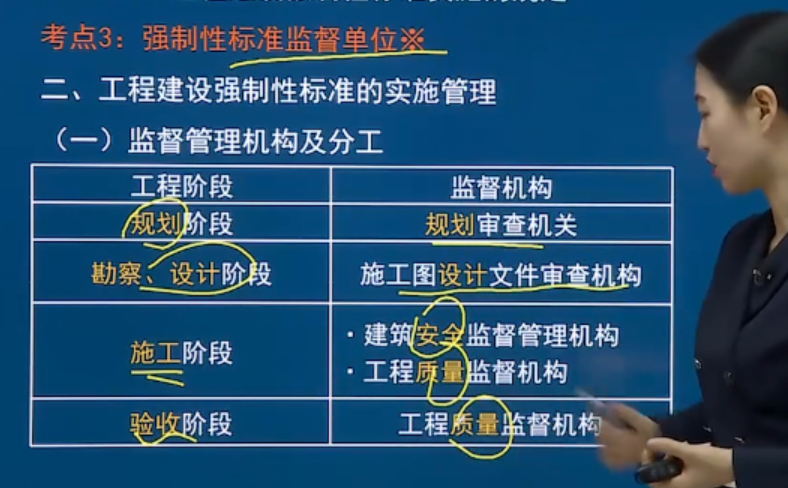 考点3：强制性标准监督单位※
二、工程建设强制性标准的实施管理
（一）监督管理机构及分工
工程阶段 监督机构
规划阶段 规划审查机关
勘察、设计阶段 施工图设计文件审查机构
施工阶段
·建筑安全监督管理机构
·工程质量监督机构
验收阶段 工程质量监督机构